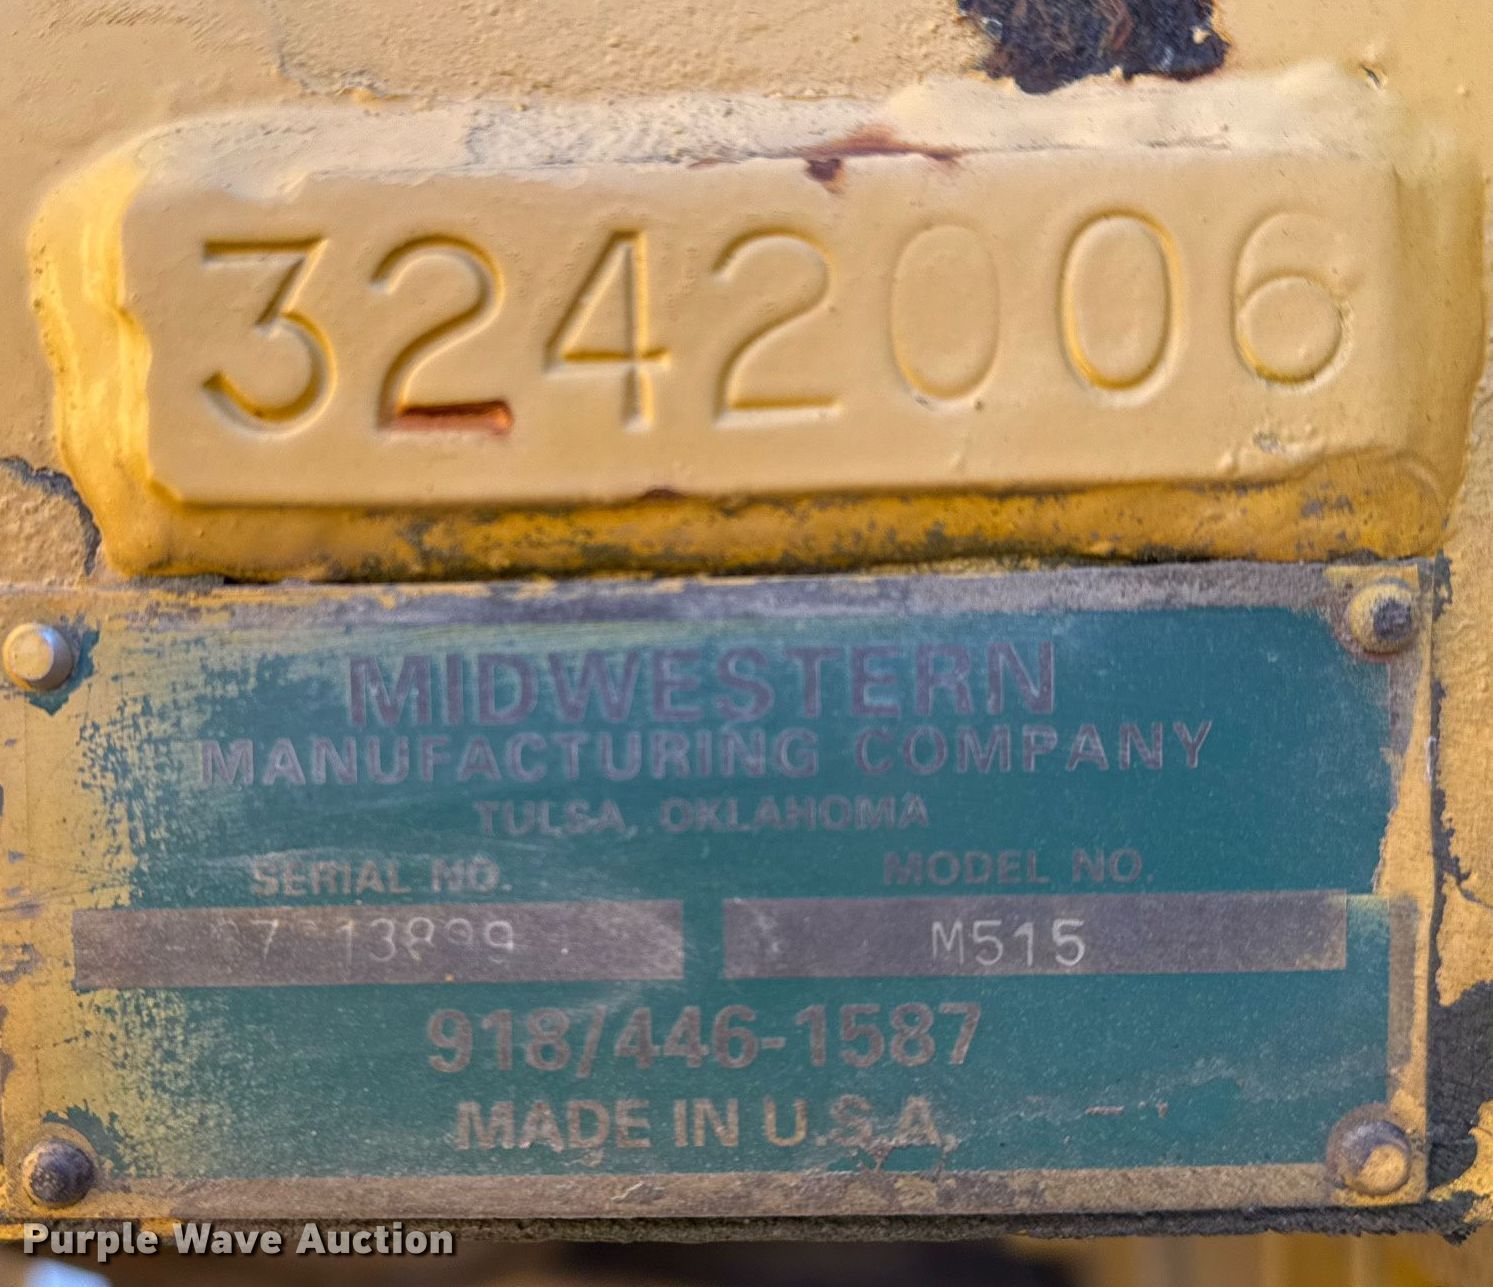 3242006
MIDWESTERN
MANUFACTURING COMPANY
TULSA, OKLAHOMA
SERIAL NO. MODEL NO.
M515
918/446-1587
MADE IN U.S.A.
Purple Wave Auction